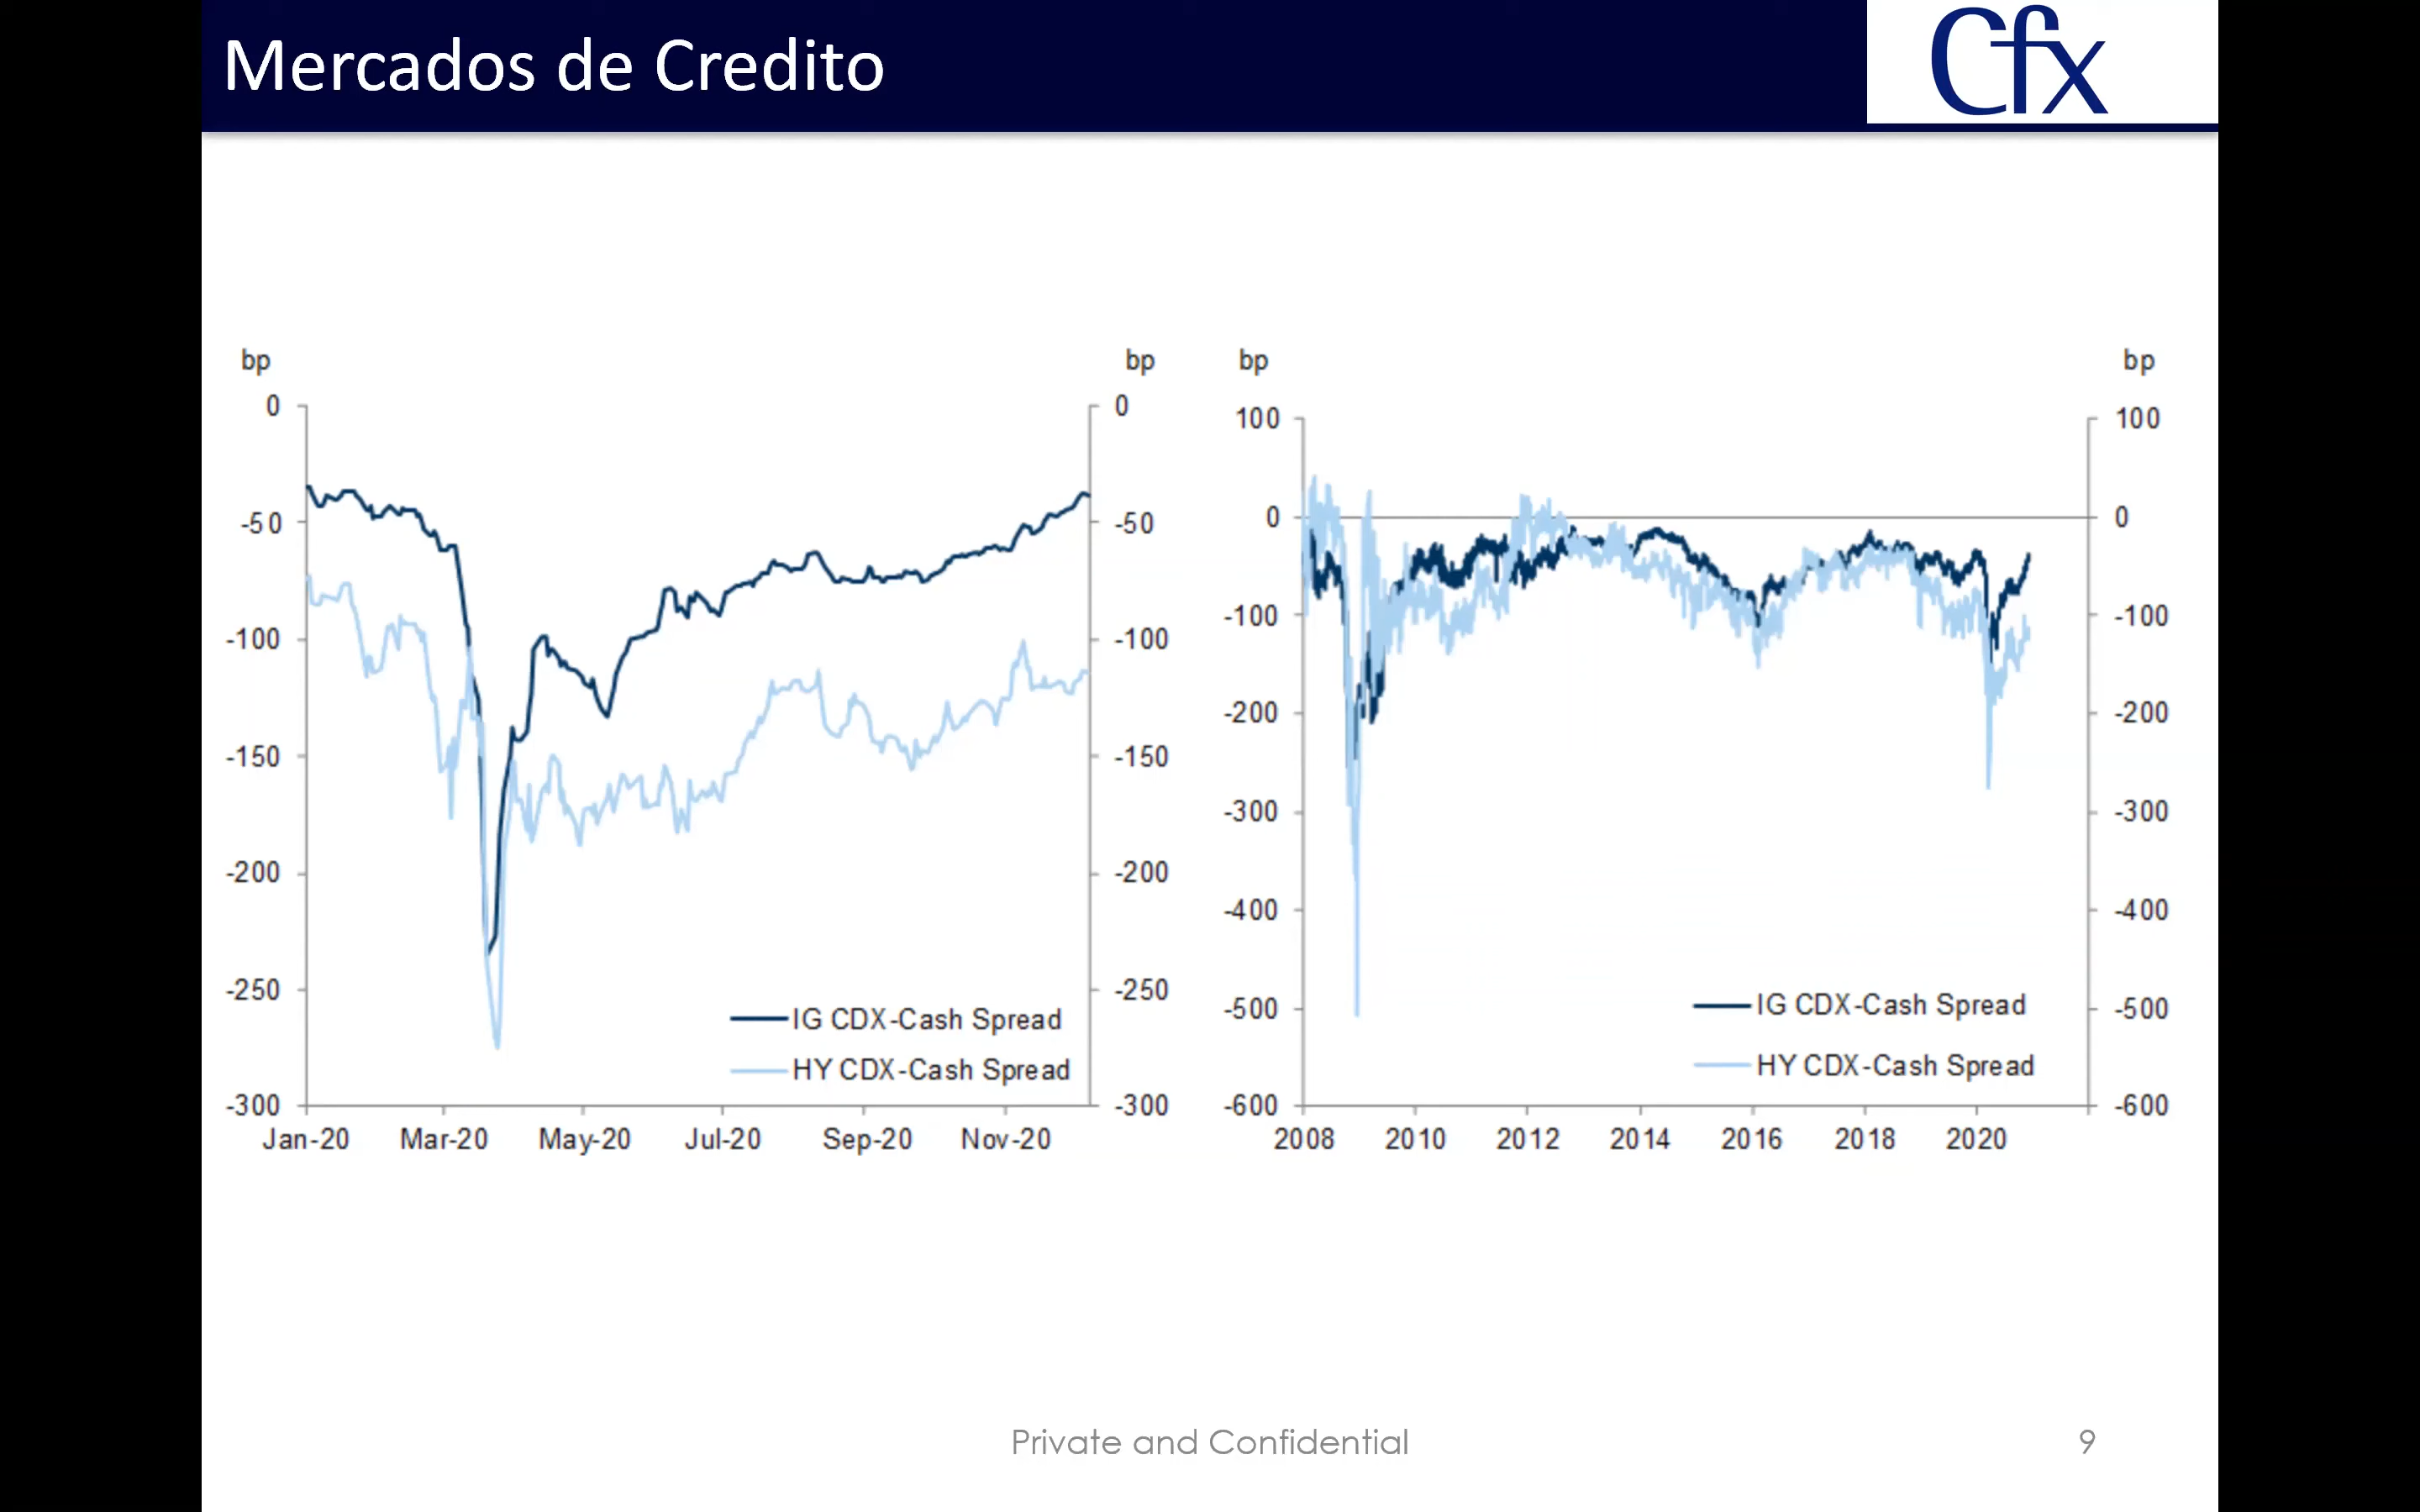 Mercados de Credito
Cfx
bp
bp
0
-50
-100
-150
-200
-250
-300
0
-50
-100
-150
-200
-250
-300
IG CDX-Cash Spread
HY CDX-Cash Spread
Jan-20 Mar-20 May-20 Jul-20 Sep-20 Nov-20
bp
bp
100
0
-100
-200
-300
-400
-500
-600
100
0
-100
-200
-300
-400
-500
-600
IG CDX-Cash Spread
HY CDX-Cash Spread
2008 2010 2012 2014 2016 2018 2020
Private and Confidential
9